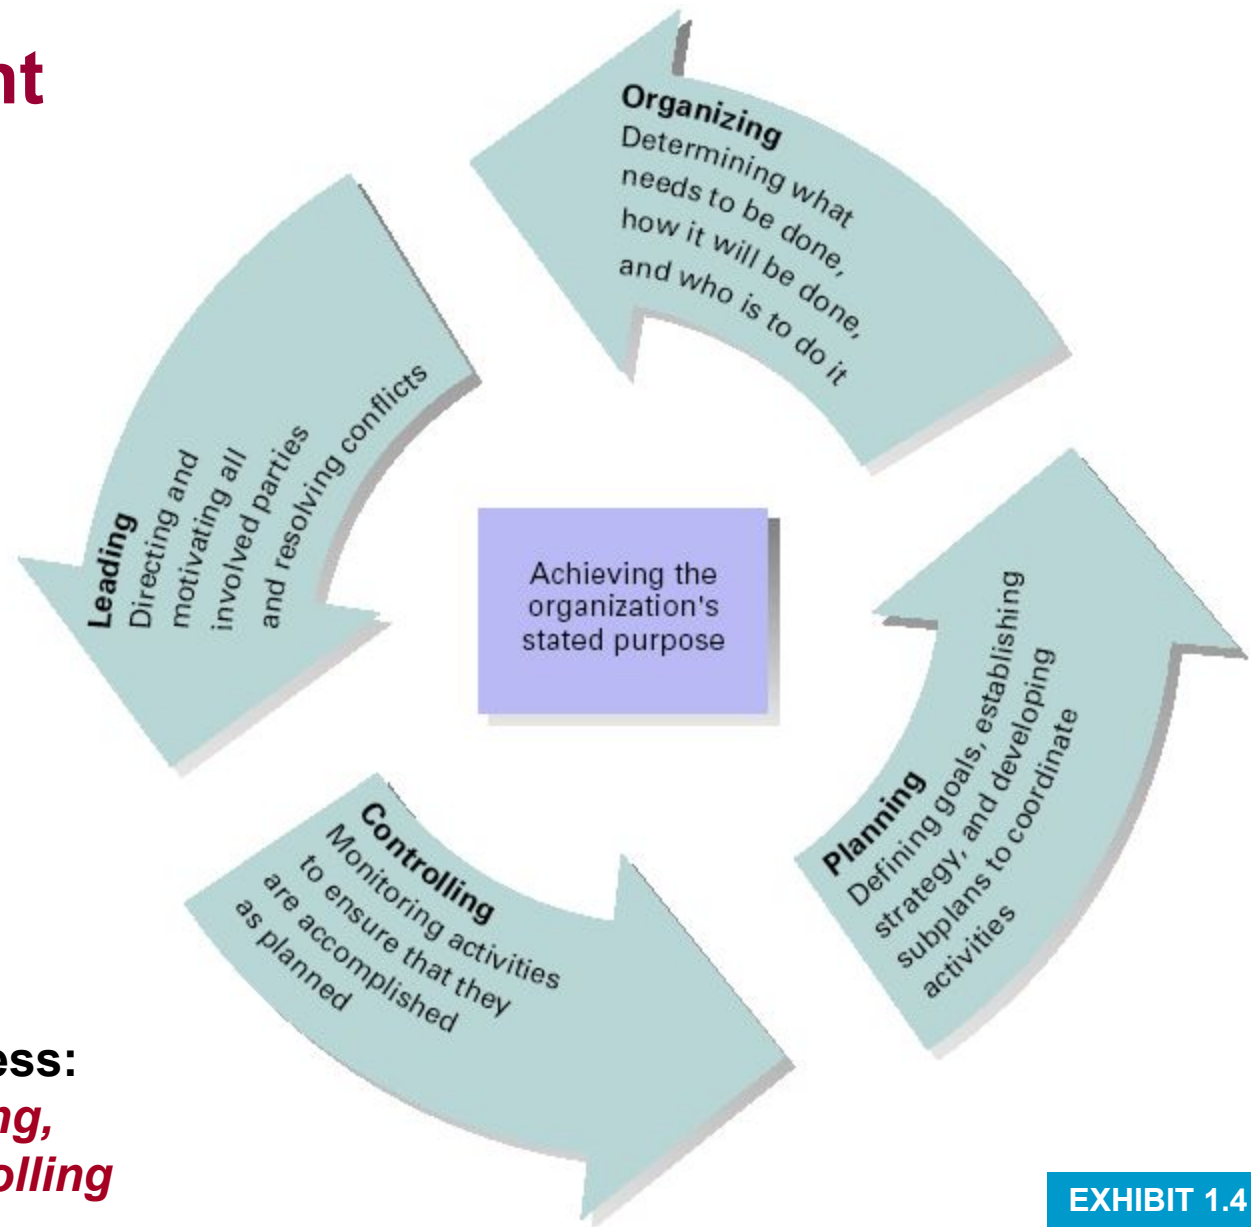 nt
Organizing
Determining what
needs to be done,
how it will be done,
and who is to do it
Leading
Directing and
motivating all
involved parties
and resolving conflicts
Achieving the
organization's
stated purpose
Planning
Defining goals, establishing
strategy, and developing
subplans to coordinate
activities
Controlling
Monitoring activities
to ensure that they
are accomplished
as planned
ess:
ng,
olling
EXHIBIT 1.4